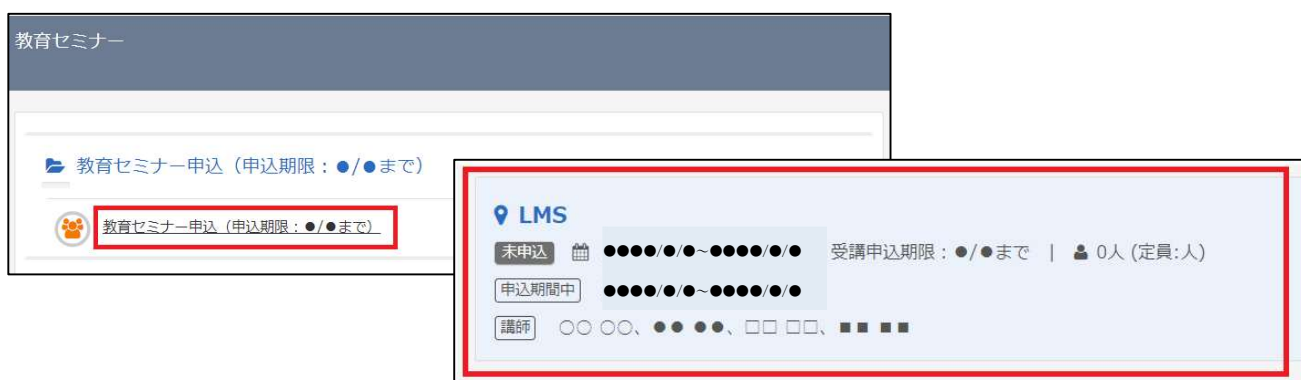 教育セミナー
教育セミナー申込（申込期限：●/●まで）
教育セミナー申込（申込期限：●/●まで）
LMS
未申込 ●●●●/●/●~●●●●/●/● 受講申込期限：●/●まで | 0人 (定員:人)
申込期間中 ●●●●/●/●~●●●●/●/●
講師 〇〇 〇〇、●● ●●、□□ □□、■■ ■■